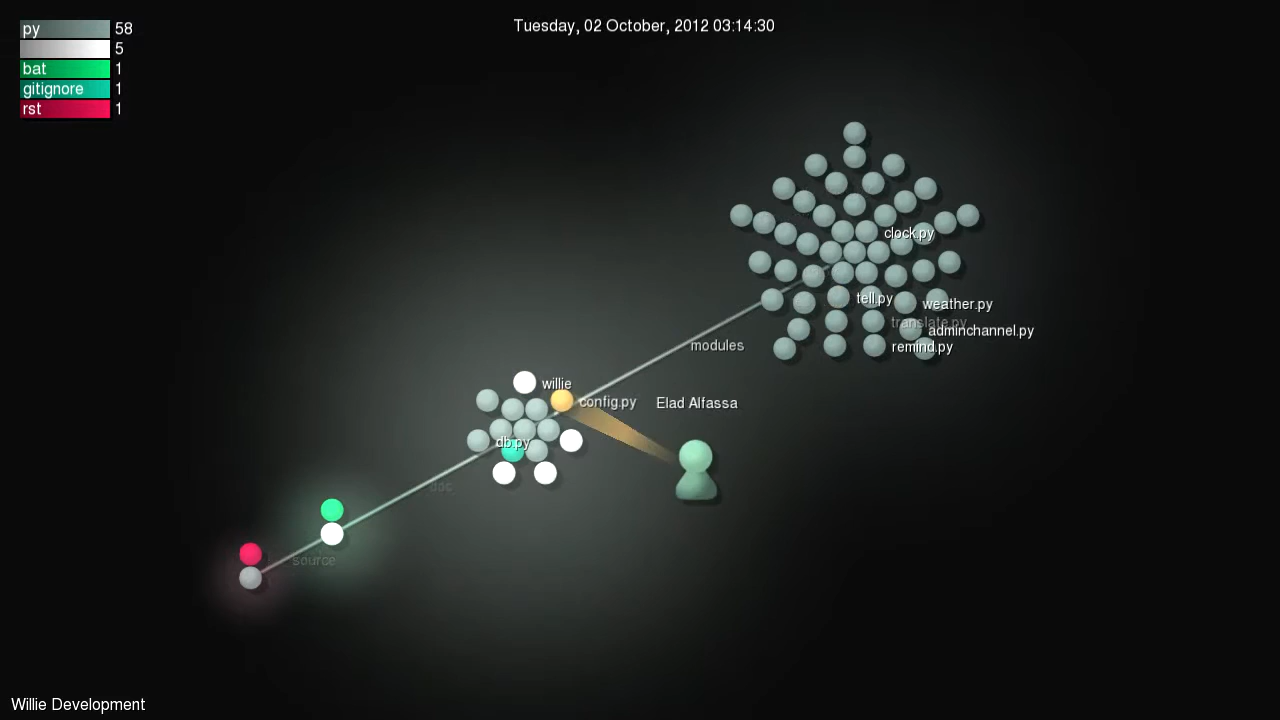 Tuesday, 02 October, 2012 03:14:30
py 58
5
bat 1
gitignore 1
rst 1
clock.py
tell.py
weather.py
translate.py
adminchannel.py
remind.py
modules
willie
config.py
Elad Alfassa
db.py
doc
source
Willie Development